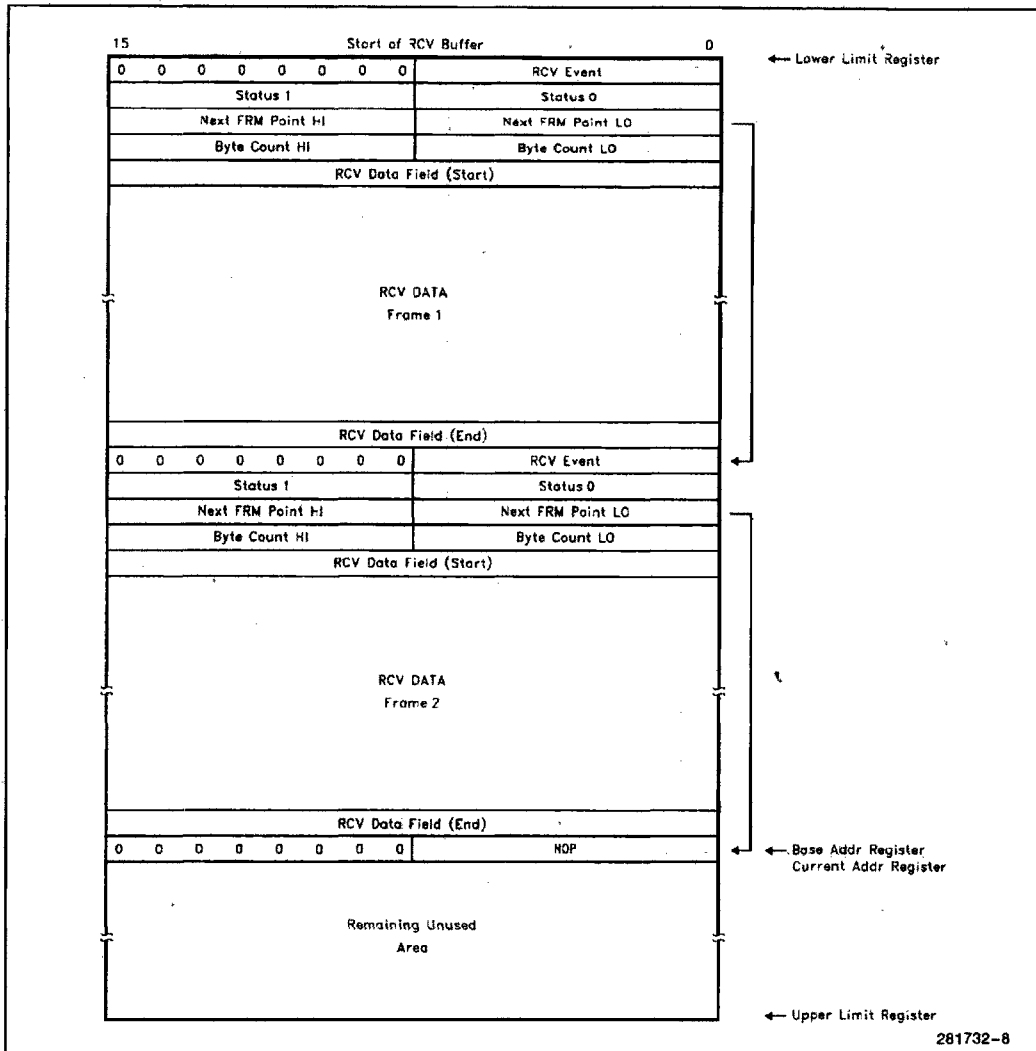 15 Start of RCV Buffer 0
← Lower Limit Register
0 0 0 0 0 0 0 0 RCV Event
Status 1 Status 0
Next FRM Point HI Next FRM Point LO
Byte Count HI Byte Count LO
RCV Data Field (Start)
RCV DATA
Frame 1
RCV Data Field (End)
0 0 0 0 0 0 0 0 RCV Event
Status 1 Status 0
Next FRM Point HI Next FRM Point LO
Byte Count HI Byte Count LO
RCV Data Field (Start)
RCV DATA
Frame 2
RCV Data Field (End)
0 0 0 0 0 0 0 0 NOP
← Base Addr Register
Current Addr Register
Remaining Unused
Area
← Upper Limit Register
281732-8